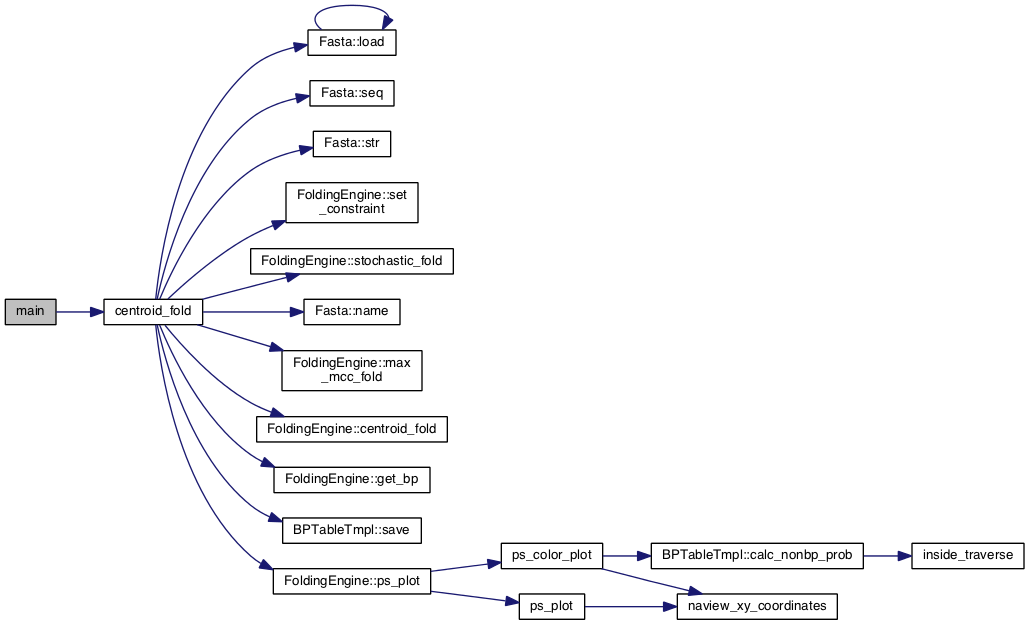 Fasta::load
Fasta::seq
Fasta::str
FoldingEngine::set
_constraint
FoldingEngine::stochastic_fold
main
centroid_fold
Fasta::name
FoldingEngine::max
_mcc_fold
FoldingEngine::centroid_fold
FoldingEngine::get_bp
BPTableTmpl::save
FoldingEngine::ps_plot
ps_color_plot
BPTableTmpl::calc_nonbp_prob
inside_traverse
ps_plot
naview_xy_coordinates